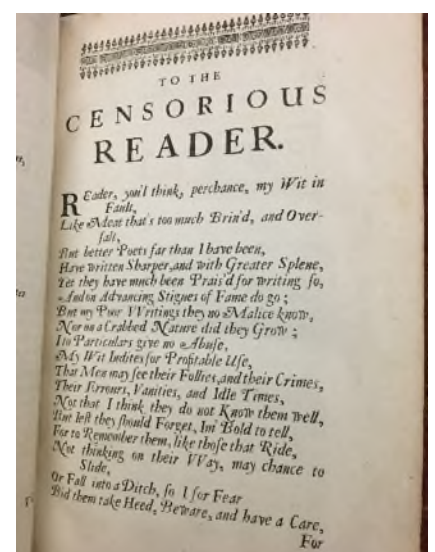 TO THE
CENSORIOUS
READER.
REader, you'l think, perchance, my Wit in
Fault,
Like Meat that's too much Brin'd, and Over-
salt,
But better Poets far than I have been,
Have written Sharper, and with Greater Splene,
Yet they have much been Prais'd for writing so,
And on Advancing Stignes of Fame do go;
But my Poor VVritings they no Malice know,
Nor on a Crabbed Nature did they Grow;
I to Particulars give no Abuse,
My Wit Indites for Profitable Use,
That Men may see their Follies, and their Crimes,
Their Errours, Vanities, and Idle Times,
Not that I think they do not Know them well,
But lest they should Forget, Im' Bold to tell,
For to Remember them, like those that Ride,
Not thinking on their VVay, may chance to
Slide,
Or Fall into a Ditch, so I for Fear
Bid them take Heed, Beware, and have a Care,
For